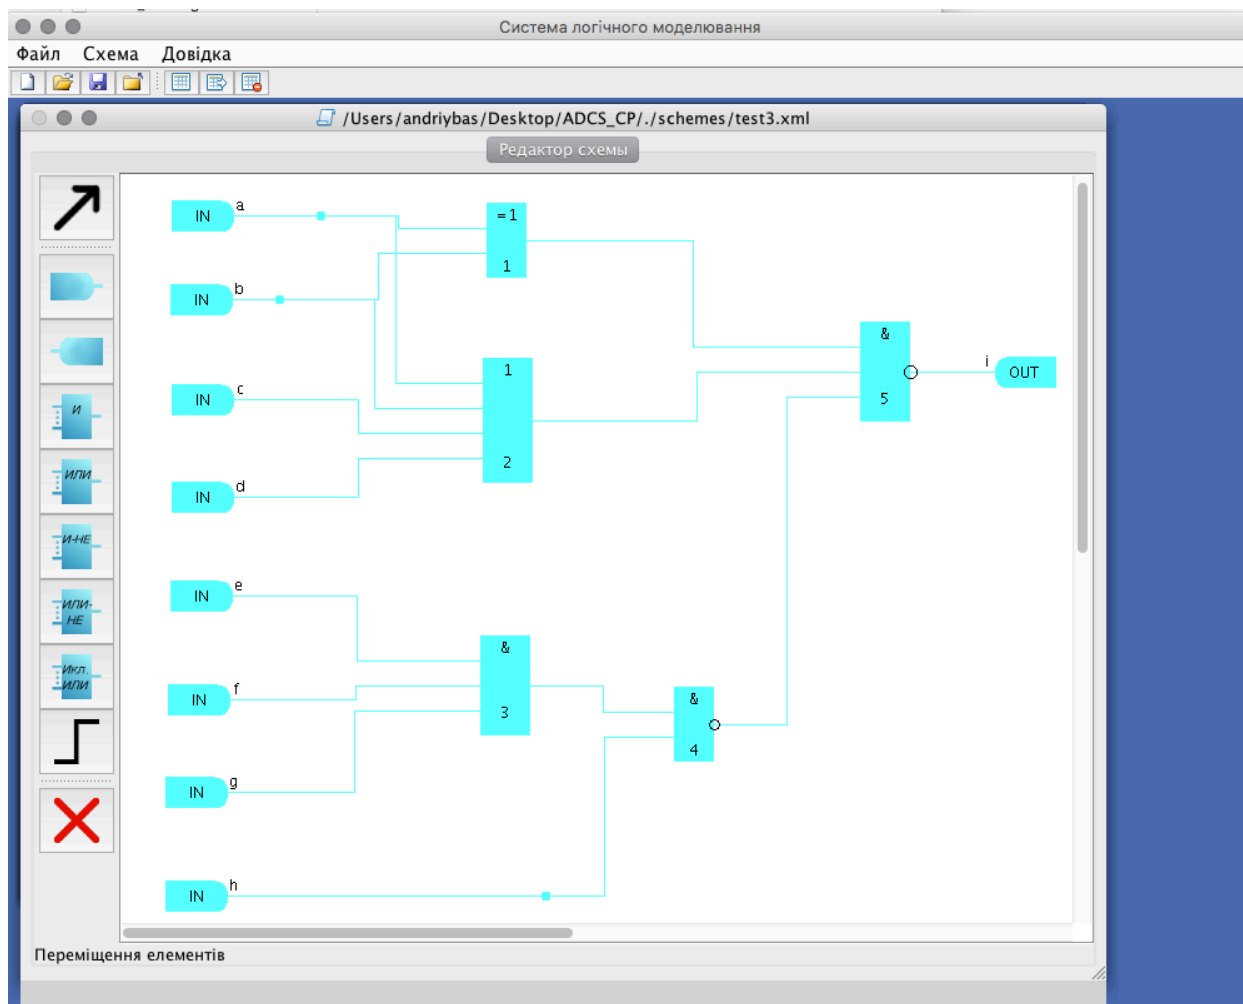 Система логічного моделювання
Файл Схема Довідка
/Users/andriybas/Desktop/ADCS_CP/./schemes/test3.xml
Редактор схемы
И
ИЛИ
И-НЕ
ИЛИ-
НЕ
Икл.
ИЛИ
IN a
=1
1
IN b
&
5
i OUT
1
2
IN c
IN d
IN e
&
3
IN f
&
4
IN g
IN h
Переміщення елементів